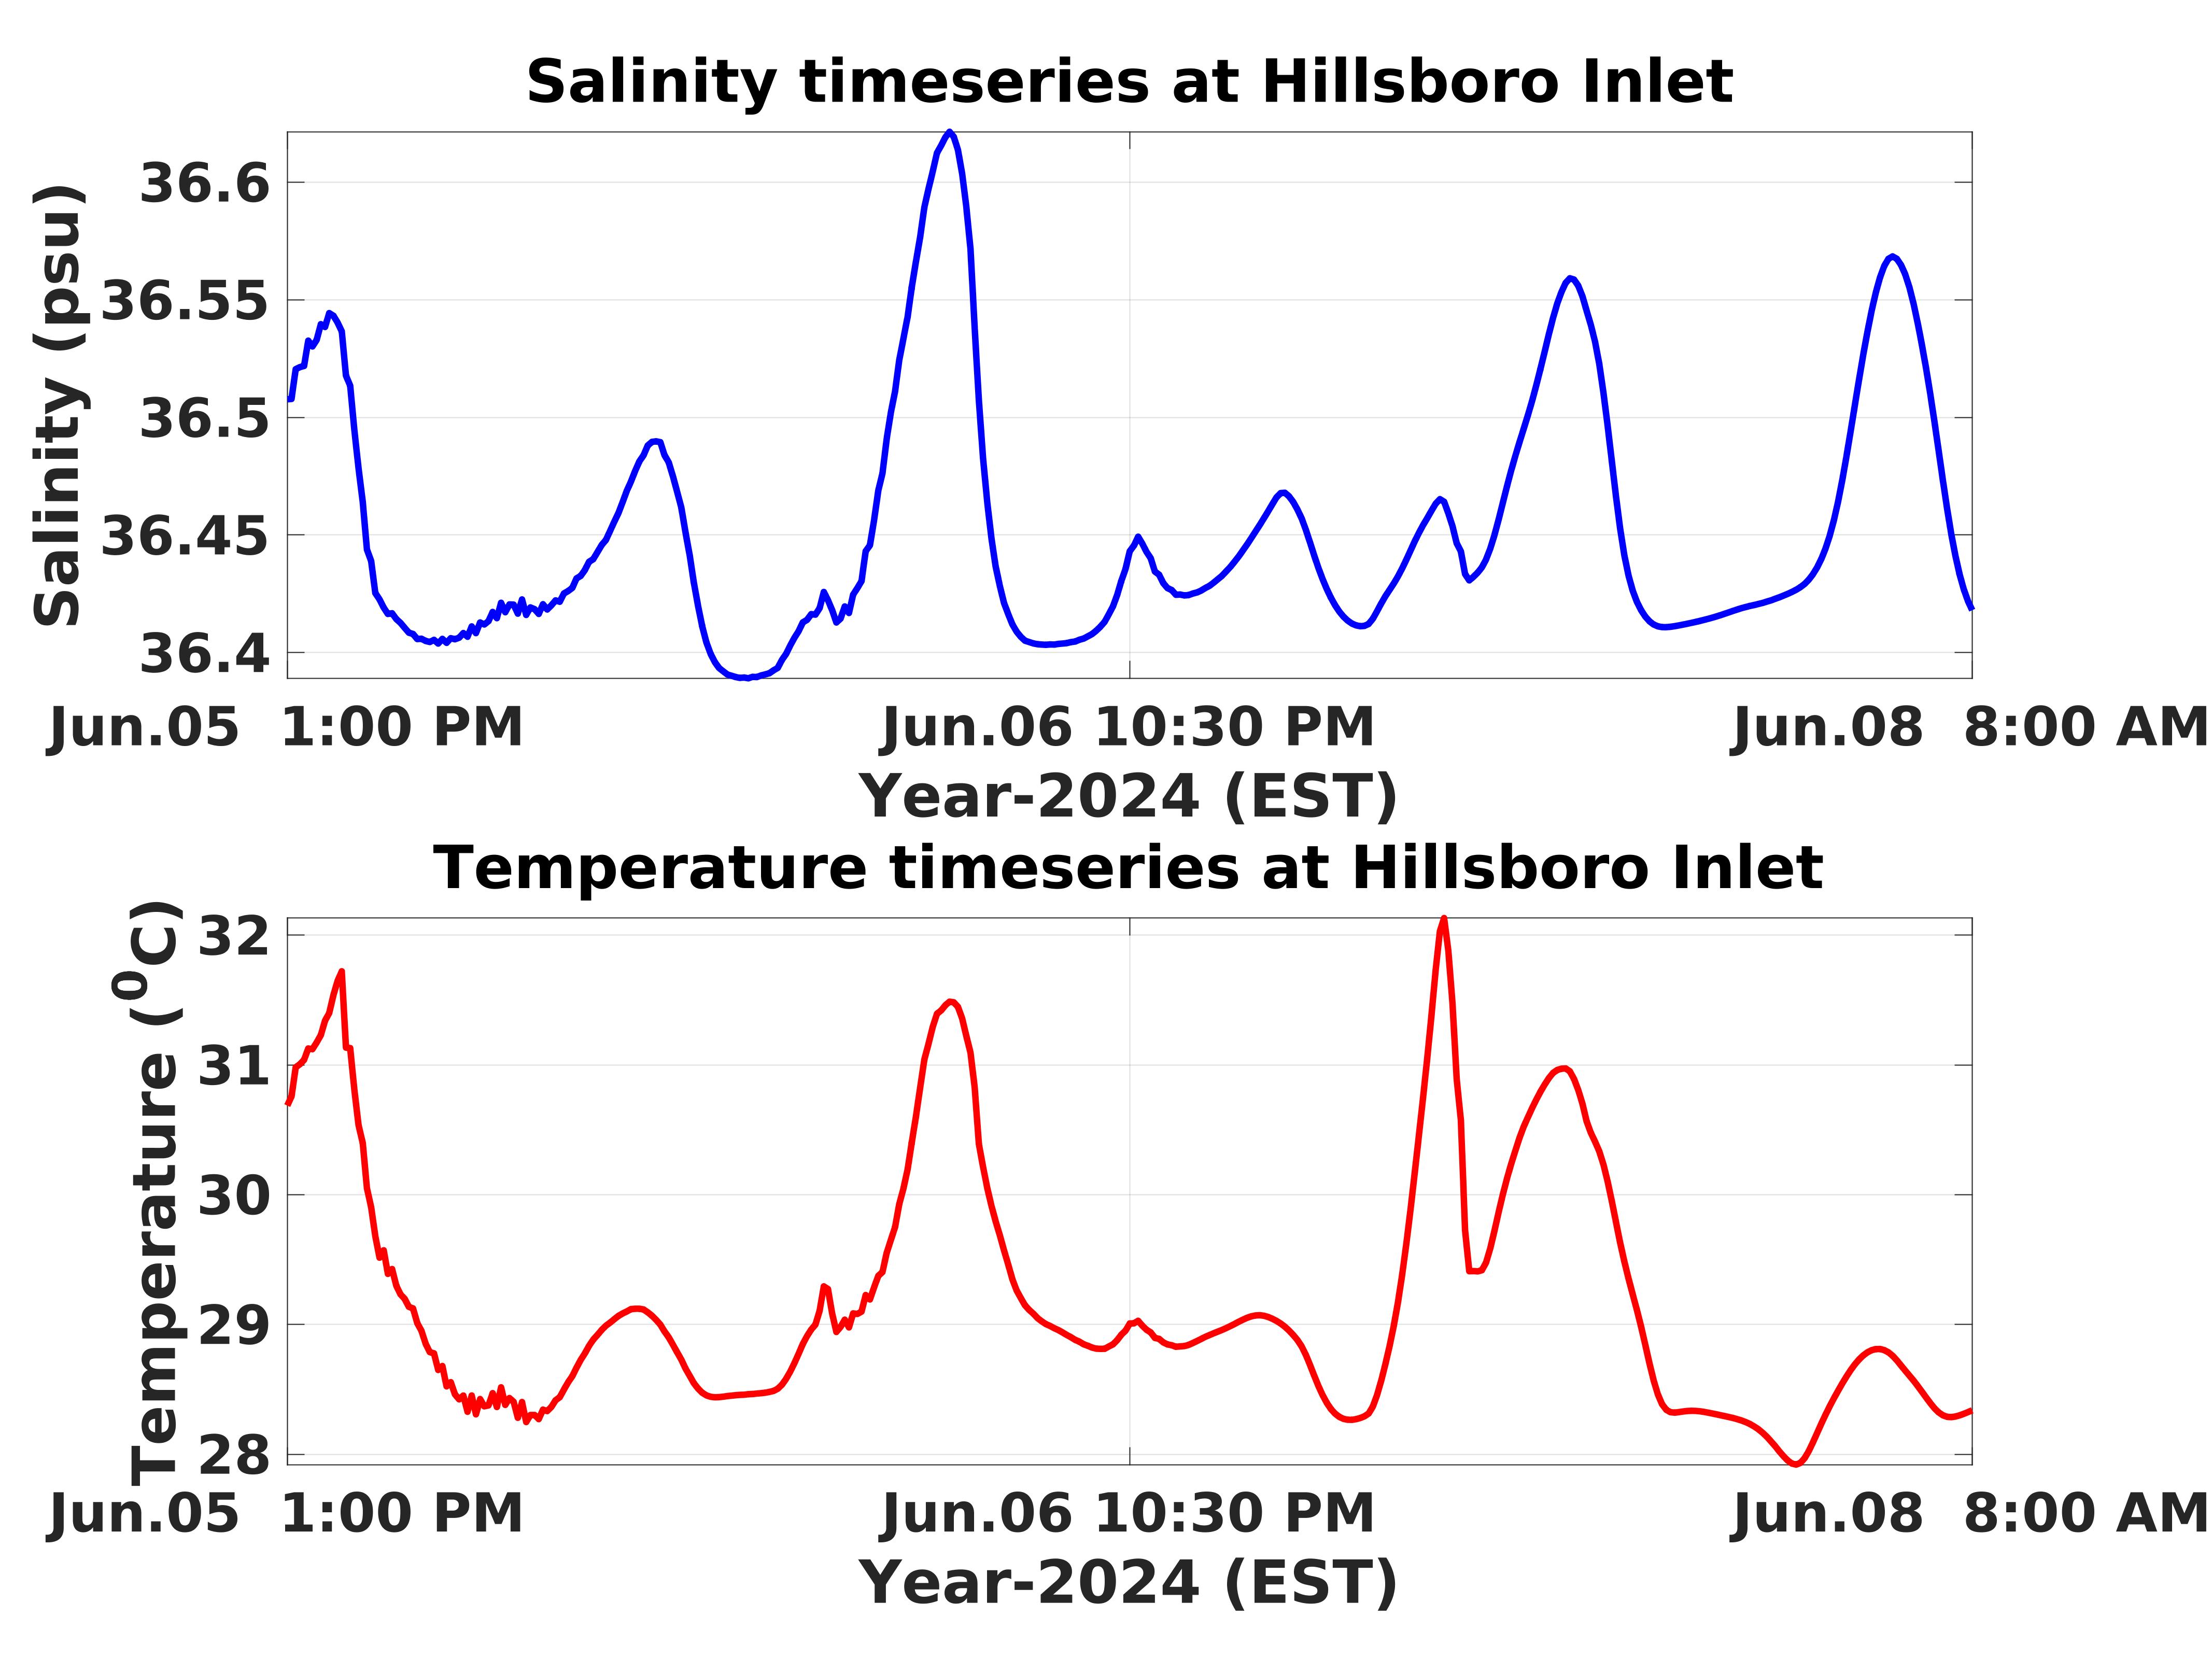 Salinity timeseries at Hillsboro Inlet
Salinity (psu)
36.6
36.55
36.5
36.45
36.4
Jun.05 1:00 PM
Jun.06 10:30 PM
Jun.08 8:00 AM
Year-2024 (EST)
Temperature timeseries at Hillsboro Inlet
Temperature (⁰C)
32
31
30
29
28
Jun.05 1:00 PM
Jun.06 10:30 PM
Jun.08 8:00 AM
Year-2024 (EST)